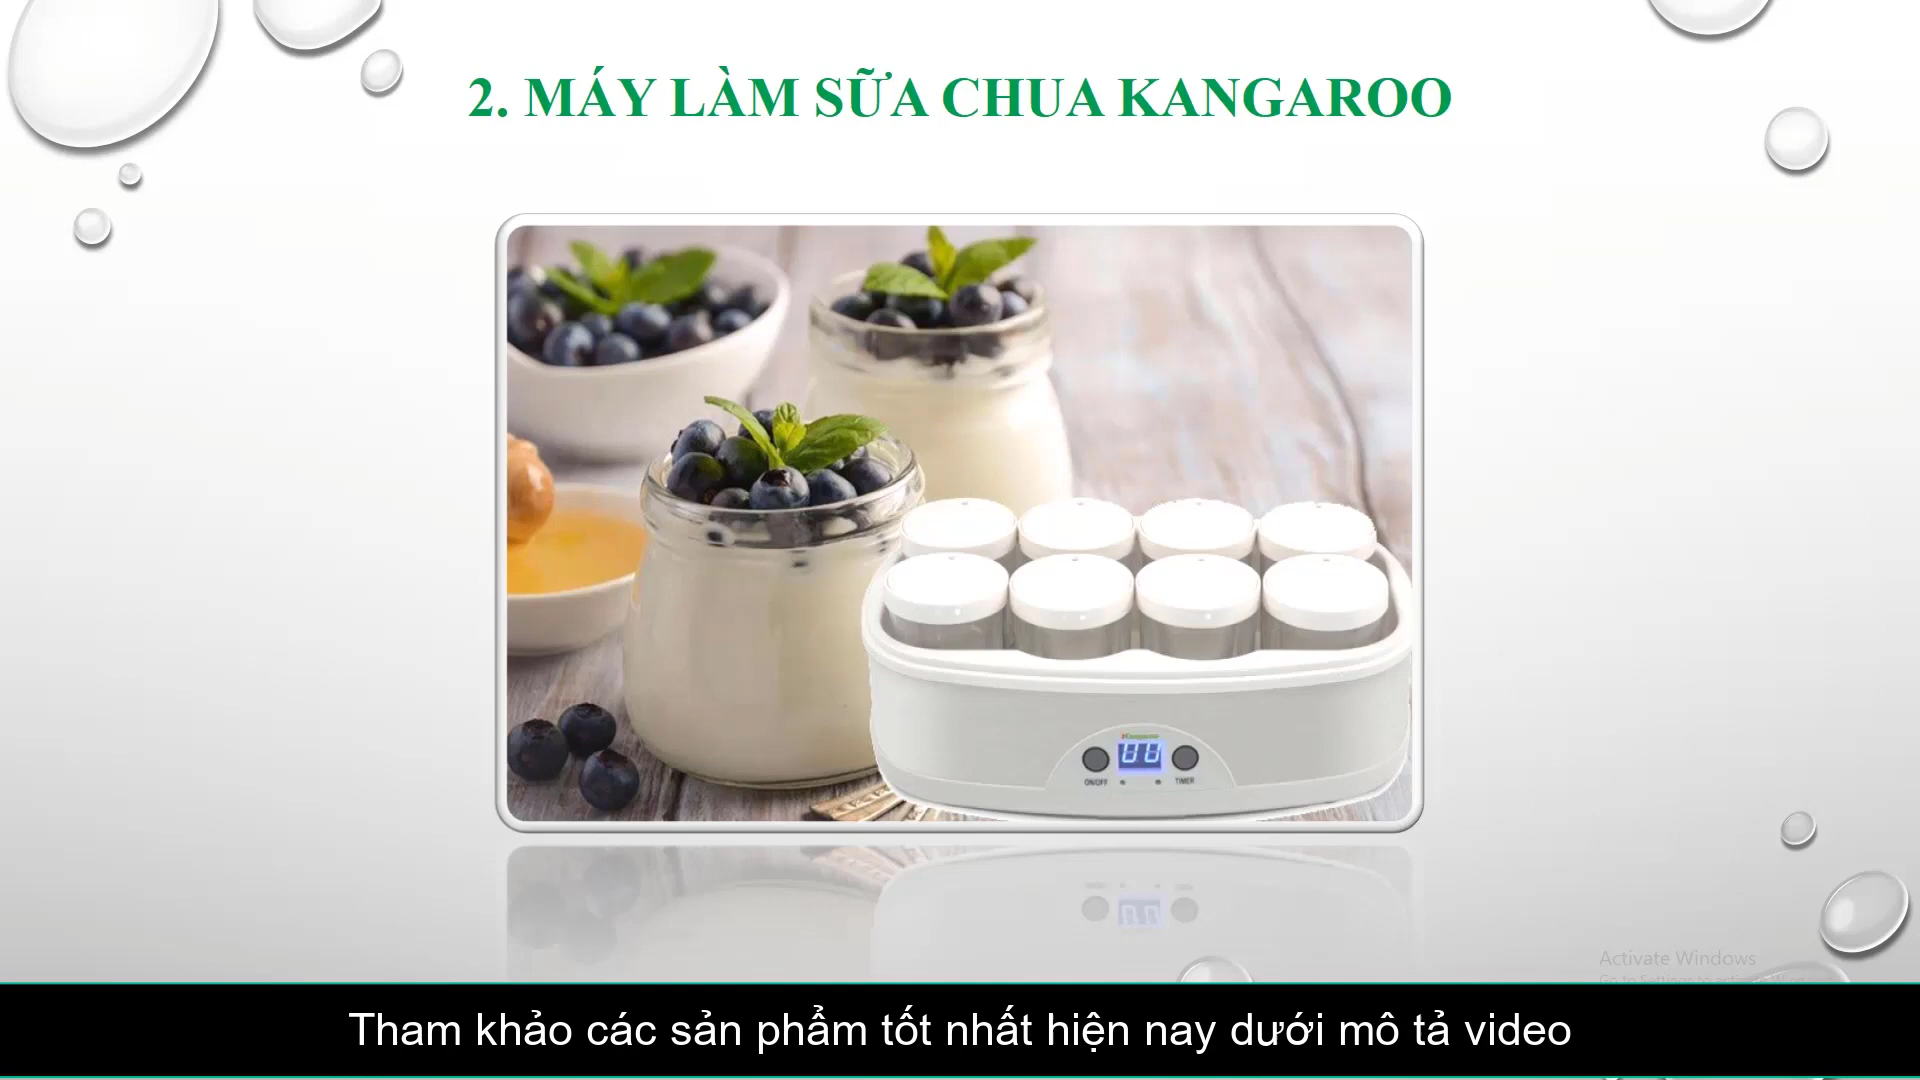 2. MÁY LÀM SỮA CHUA KANGAROO
Kangaroo
ON/OFF
TIMER
Activate Windows
Tham khảo các sản phẩm tốt nhất hiện nay dưới mô tả video